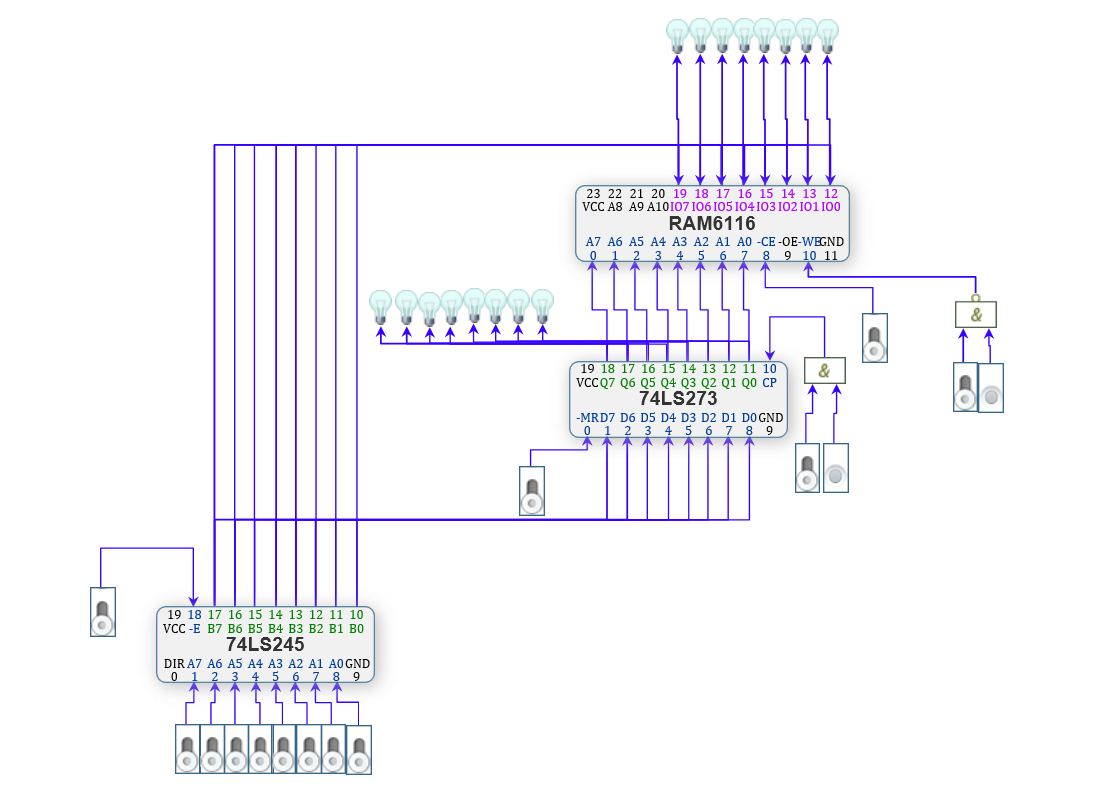 23 22 21 20 19 18 17 16 15 14 13 12
VCC A8 A9 A10 IO7 IO6 IO5 IO4 IO3 IO2 IO1 IO0
RAM6116
A7 A6 A5 A4 A3 A2 A1 A0 -CE -OE -WE GND
0 1 2 3 4 5 6 7 8 9 10 11
&
19 18 17 16 15 14 13 12 11 10
VCC Q7 Q6 Q5 Q4 Q3 Q2 Q1 Q0 CP
&
74LS273
-MR D7 D6 D5 D4 D3 D2 D1 D0 GND
0 1 2 3 4 5 6 7 8 9
19 18 17 16 15 14 13 12 11 10
VCC -E B7 B6 B5 B4 B3 B2 B1 B0
74LS245
DIR A7 A6 A5 A4 A3 A2 A1 A0 GND
0 1 2 3 4 5 6 7 8 9